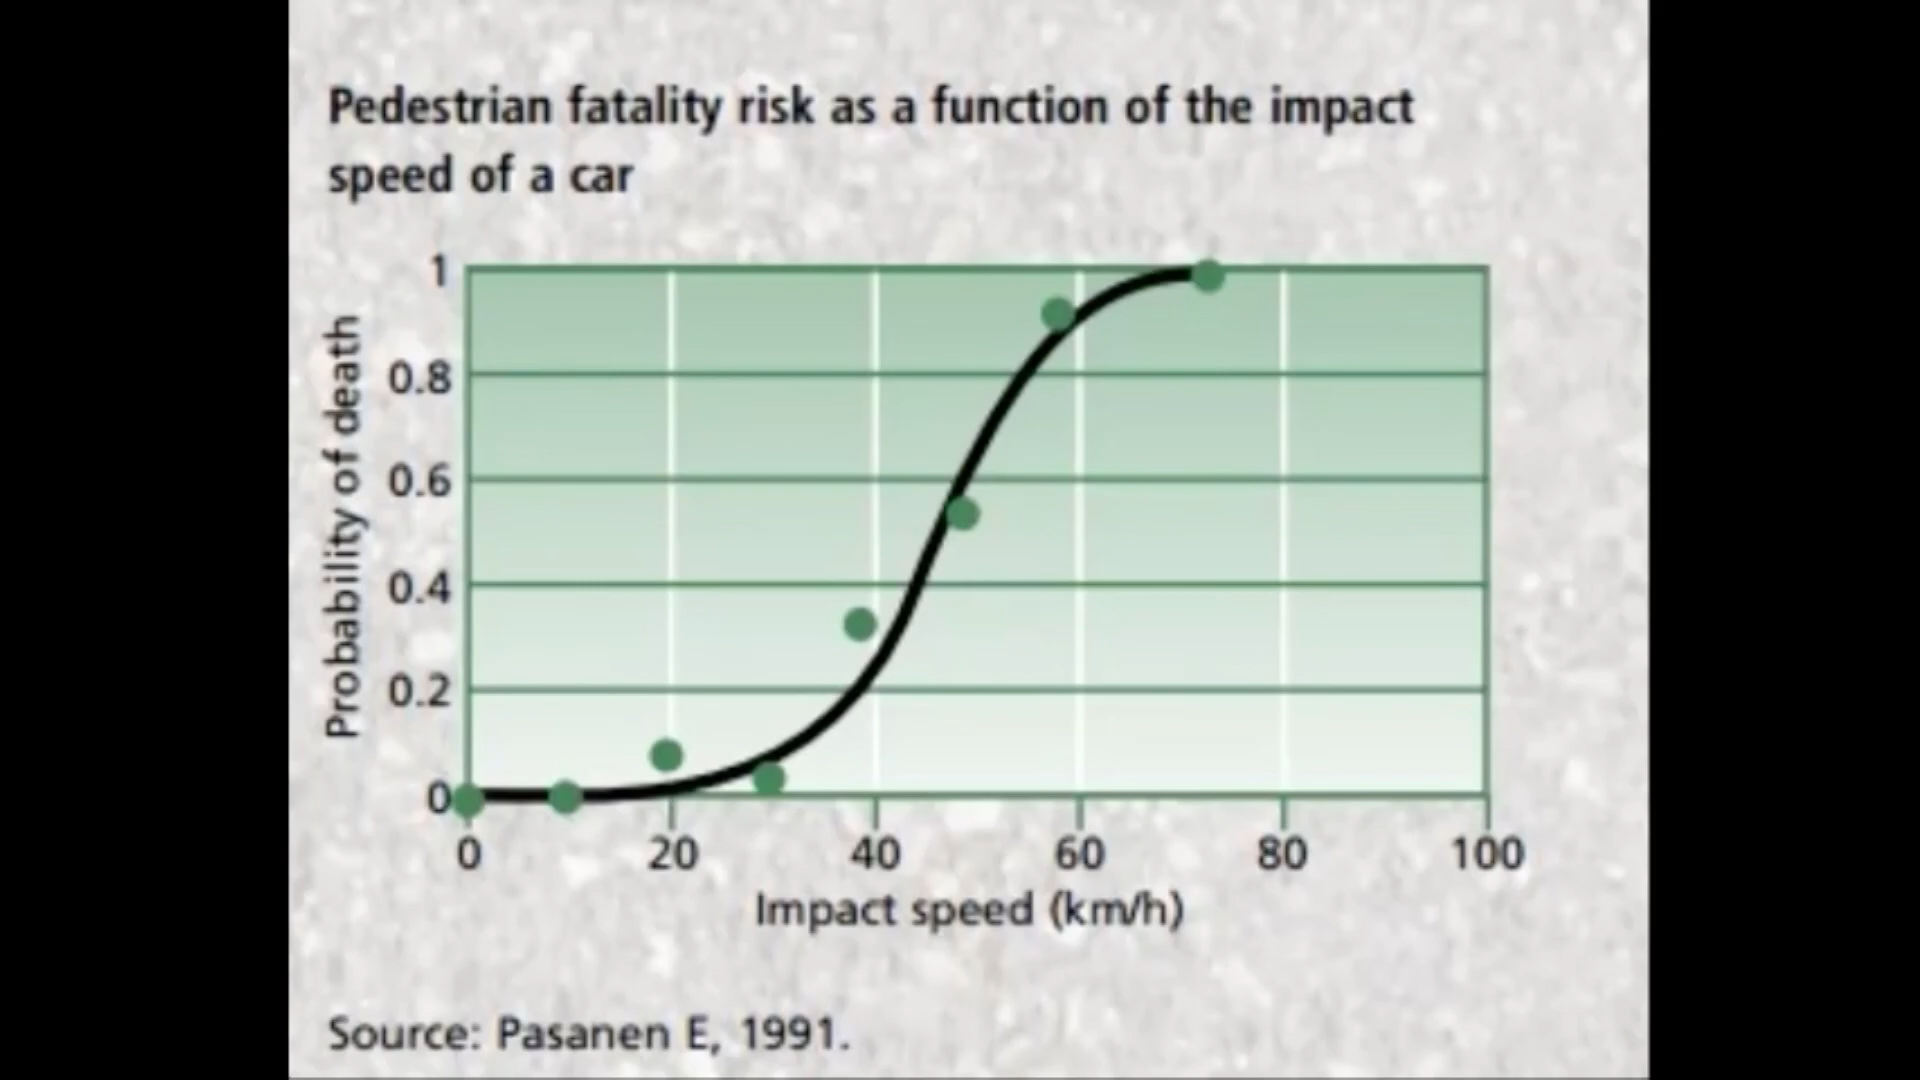 Pedestrian fatality risk as a function of the impact
speed of a car
1
0.8
0.6
0.4
0.2
0
Probability of death
0 20 40 60 80 100
Impact speed (km/h)
Source: Pasanen E, 1991.